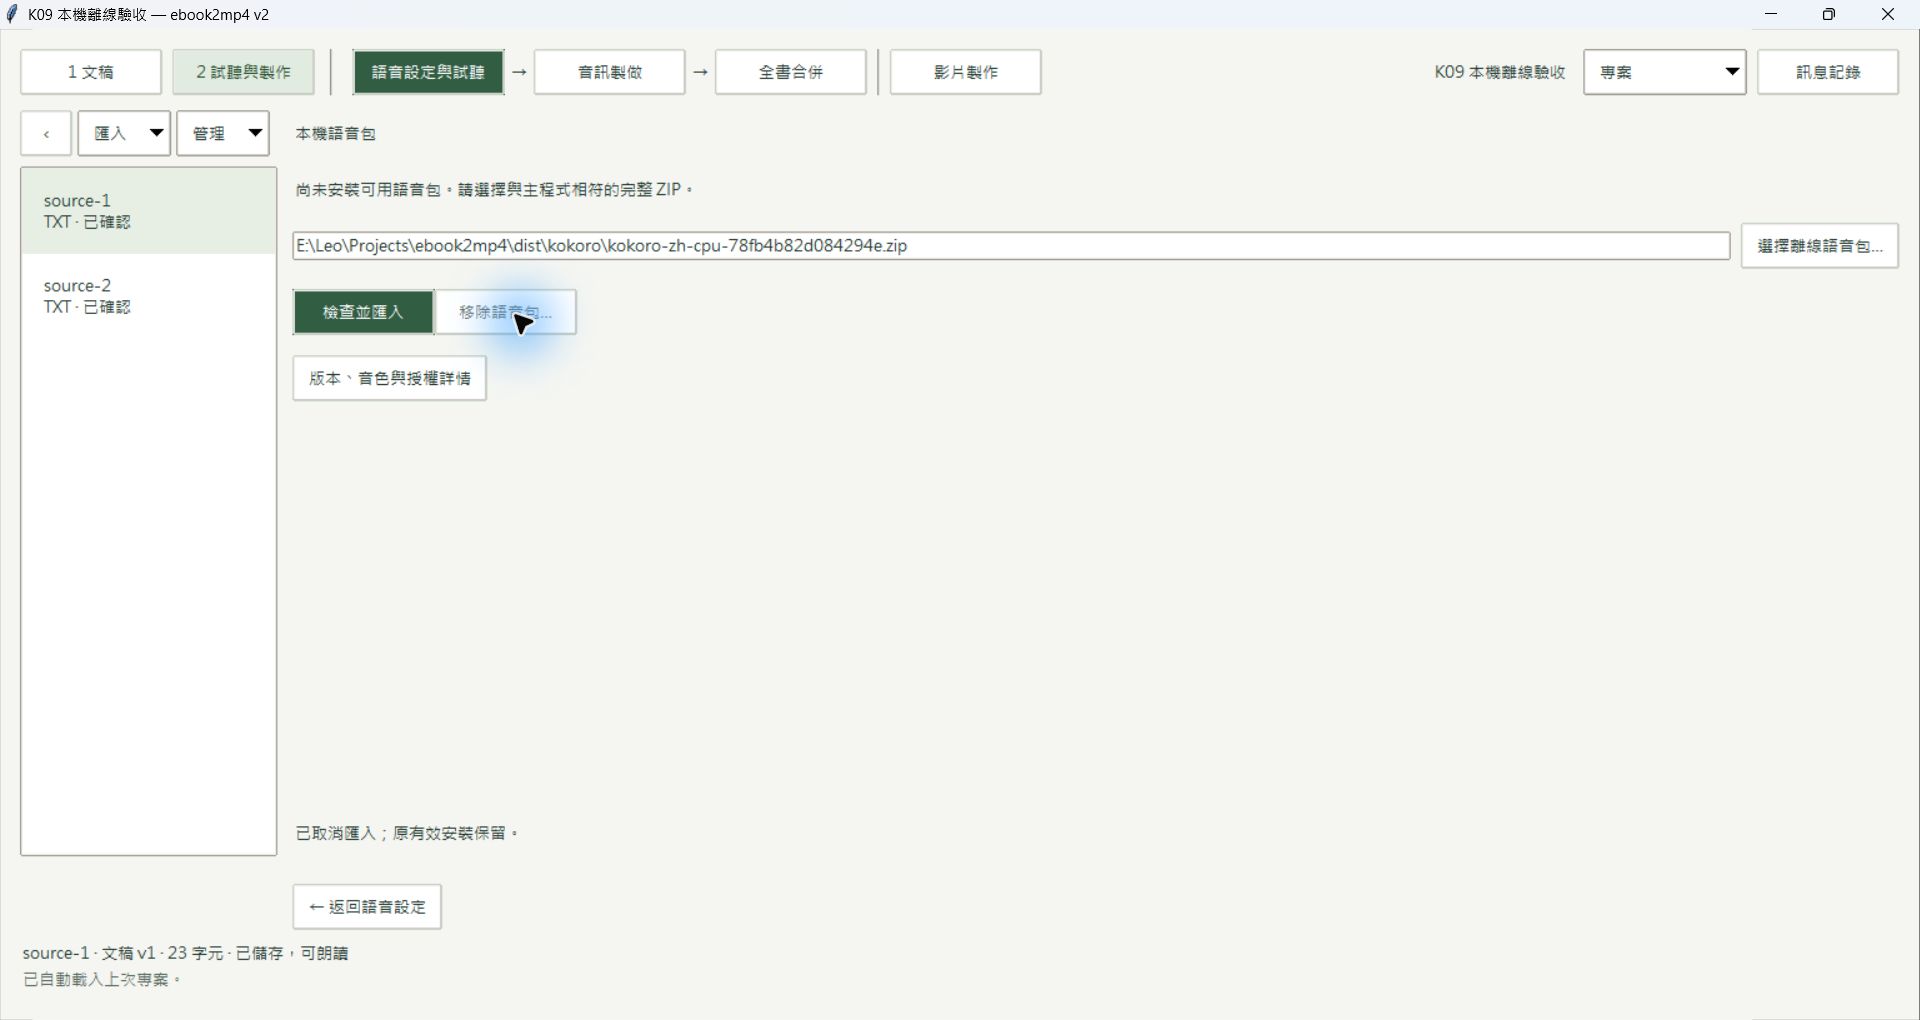 K09 本機離線驗收 — ebook2mp4 v2
1 文稿
2 試聽與製作
語音設定與試聽
→
音訊製做
→
全書合併
影片製作
K09 本機離線驗收
專案
訊息記錄
‹
匯入
管理
本機語音包
source-1
TXT · 已確認
source-2
TXT · 已確認
尚未安裝可用語音包。請選擇與主程式相符的完整 ZIP。
E:\Leo\Projects\ebook2mp4\dist\kokoro\kokoro-zh-cpu-78fb4b82d084294e.zip
選擇離線語音包...
檢查並匯入
移除語音包...
版本、音色與授權詳情
已取消匯入；原有效安裝保留。
← 返回語音設定
source-1 · 文稿 v1 · 23 字元 · 已儲存，可朗讀
已自動載入上次專案。